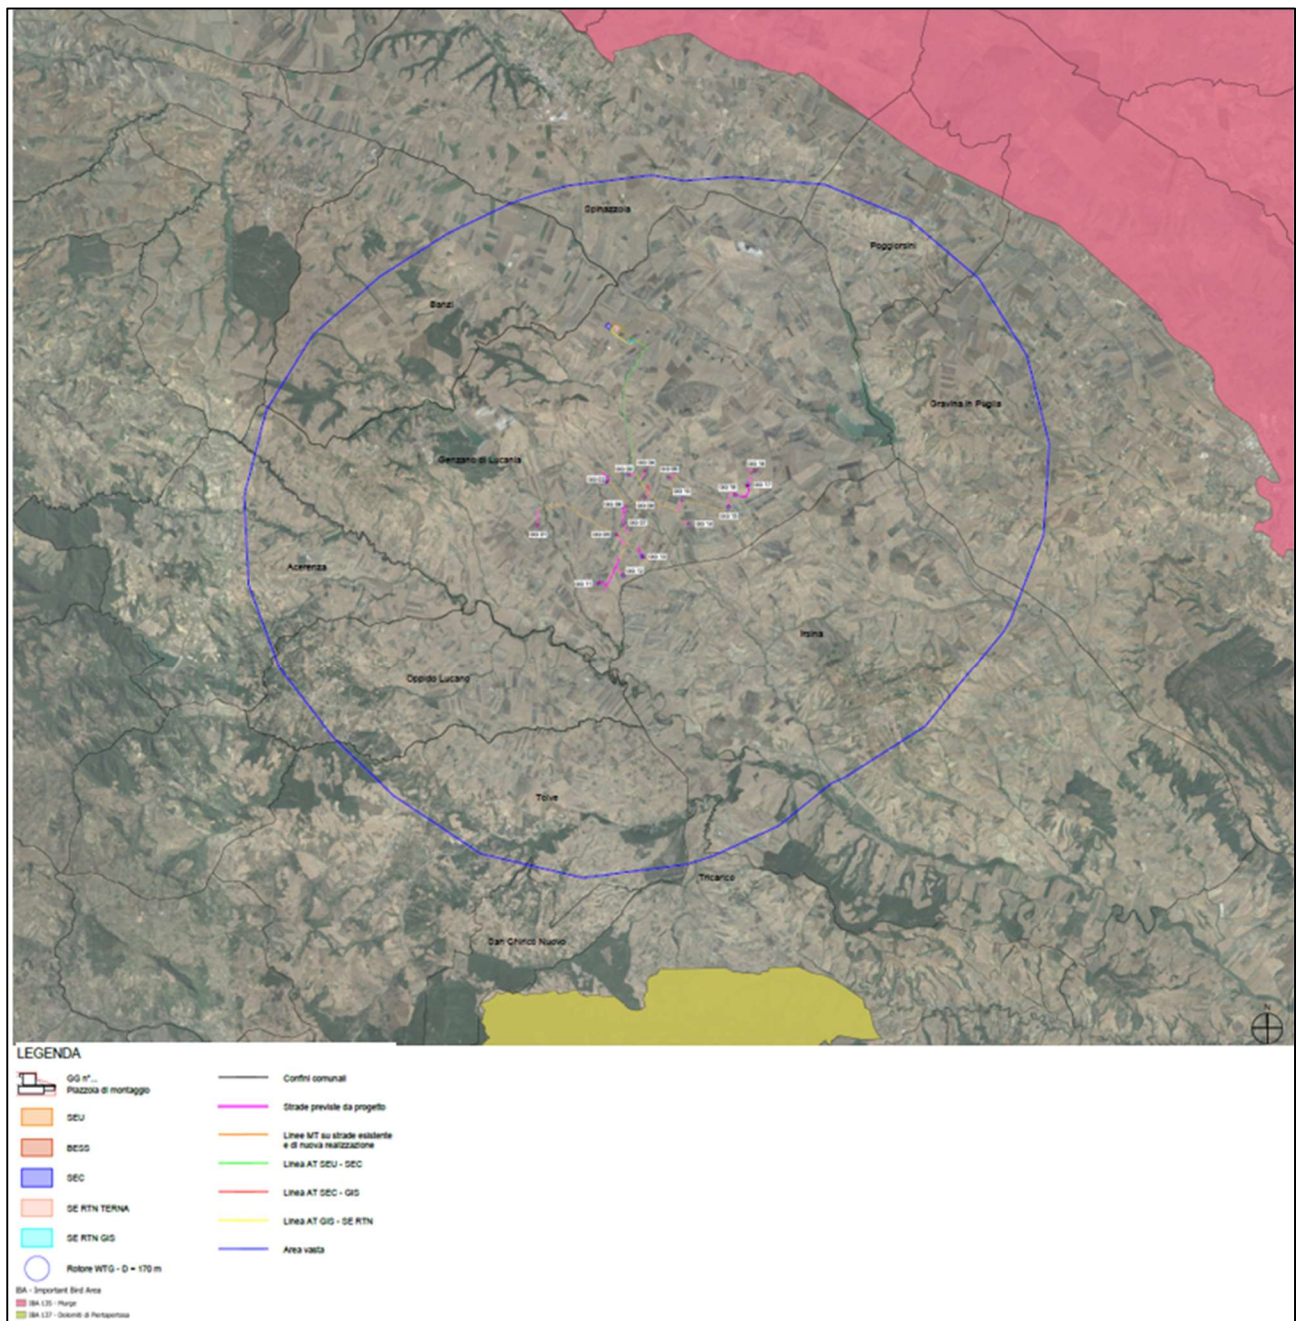 Spinazzola
Poggiorsini
Banzi
Gravina in Puglia
Genzano di Lucania
Acerenza
Irsina
Oppido Lucano
Tolve
Tricarico
San Chirico Nuovo
N
LEGENDA
GG n°...
Piazzola di montaggio
SEU
BESS
SEC
SE RTN TERNA
SE RTN GIS
Rotore WTG - D = 170 m
Confini comunali
Strade previste da progetto
Linee MT su strade esistente
e di nuova realizzazione
Linea AT SEU - SEC
Linea AT SEC - GIS
Linea AT GIS - SE RTN
Area vasta
IBA - Important Bird Area
IBA 135 - Murge
IBA 137 - Dolomiti di Pietrapertosa